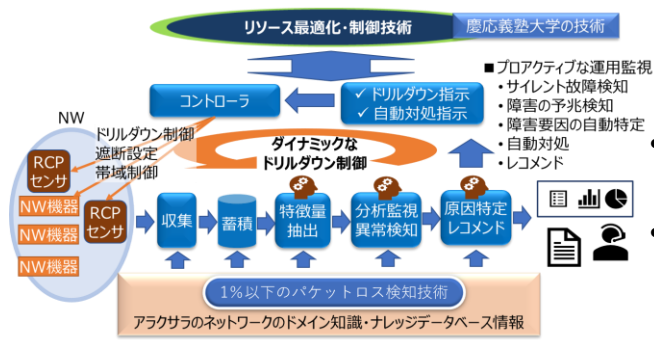 リソース最適化・制御技術
慶応義塾大学の技術
■プロアクティブな運用監視
・サイレント故障検知
・障害の予兆検知
・障害要因の自動特定
・自動対処
・レコメンド
コントローラ
✓ ドリルダウン指示
✓ 自動対処指示
NW
ドリルダウン制御
遮断設定
帯域制御
ダイナミックな
ドリルダウン制御
RCP
センサ
NW機器
RCP
センサ
NW機器
NW機器
収集
蓄積
特徴量
抽出
分析監視
異常検知
原因特定
レコメンド
1%以下のパケットロス検知技術
アラクサラのネットワークのドメイン知識・ナレッジデータベース情報